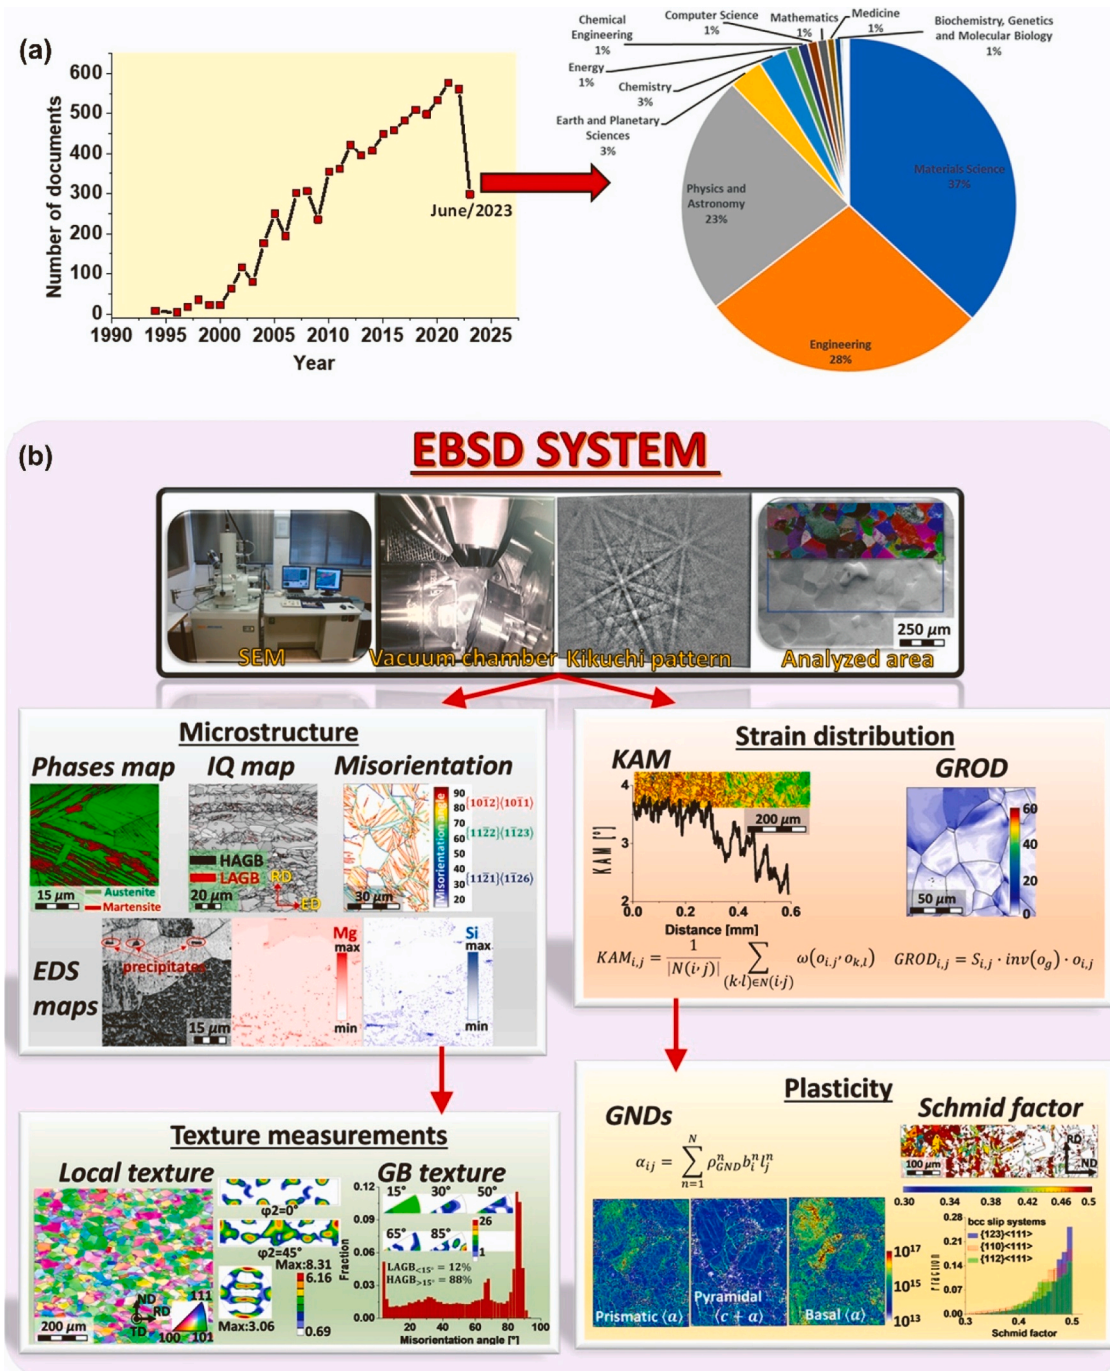 (a)
Number of documents
600
500
400
300
200
100
0
1990 1995 2000 2005 2010 2015 2020 2025
Year
June/2023
Chemical
Engineering
1%
Computer Science
1%
Mathematics
1%
Medicine
1%
Biochemistry, Genetics
and Molecular Biology
1%
Energy
1%
Chemistry
3%
Earth and Planetary
Sciences
3%
Physics and
Astronomy
23%
Materials Science
37%
Engineering
28%
(b)
EBSD SYSTEM
SEM
Vacuum chamber
Kikuchi pattern
Analyzed area
250 µm
Microstructure
Phases map
IQ map
Misorientation
15 µm
Austenite
Martensite
HAGB
LAGB
20 µm
RD
ED
30 µm
Misorientation angle
90
80
70
60
50
40
30
20
{101̄2}⟨101̄1⟩
{112̄2}⟨11̄23⟩
{112̄1}⟨11̄26⟩
EDS
maps
precipitates
15 µm
Mg
max
min
Si
max
min
Strain distribution
KAM
GROD
KAM [°]
4
3
2
200 µm
0.0 0.2 0.4 0.6
Distance [mm]
60
40
20
0
50 µm
KAM_{i,j} = 1/|N(i·j)| ∑_{(k·l)∈N(i·j)} ω(o_{i,j}, o_{k,l})
GROD_{i,j} = S_{i,j} · inv(o_g) · o_{i,j}
Texture measurements
Local texture
GB texture
200 µm
ND
RD
TD
111
100 101
φ2=0°
φ2=45°
Max:8.31
6.16
Max:3.06
0.69
Fraction
0.12
0.09
0.06
0.03
0.00
15° 30° 50°
65° 85°
26
1
LAGB<15° = 12%
HAGB>15° = 88%
20 40 60 80 100
Misorientation angle [°]
Plasticity
GNDs
Schmid factor
α_{ij} = ∑_{n=1}^{N} ρ^n_{GND} b^n_i l^n_j
Prismatic ⟨a⟩
Pyramidal
⟨c + a⟩
Basal ⟨a⟩
10^17
10^15
10^13
100 µm
RD
ND
0.30 0.34 0.38 0.42 0.46 0.5
bcc slip systems
{123}<111>
{110}<111>
{112}<111>
Fraction
0.28
0.21
0.14
0.07
0.00
0.3 0.4 0.5
Schmid factor